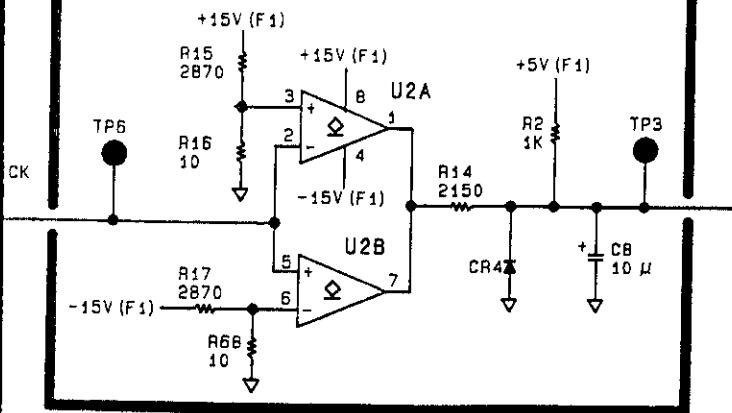 +15V(F1)
R15
2870
+15V(F1)
U2A
+5V(F1)
3
+
8
1
TP6
2
-
4
R16
10
R2
1K
TP3
CK
R14
2150
-15V(F1)
U2B
5
+
7
R17
2870
6
-
-15V(F1)
CR4
+
C8
10 µ
R68
10